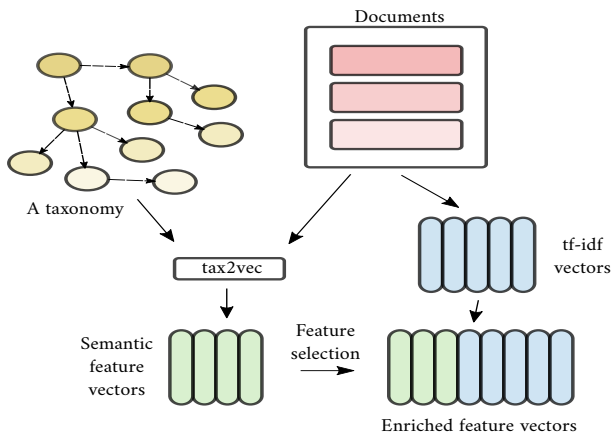 Documents
A taxonomy
tax2vec
tf-idf
vectors
Semantic
feature
vectors
Feature
selection
Enriched feature vectors